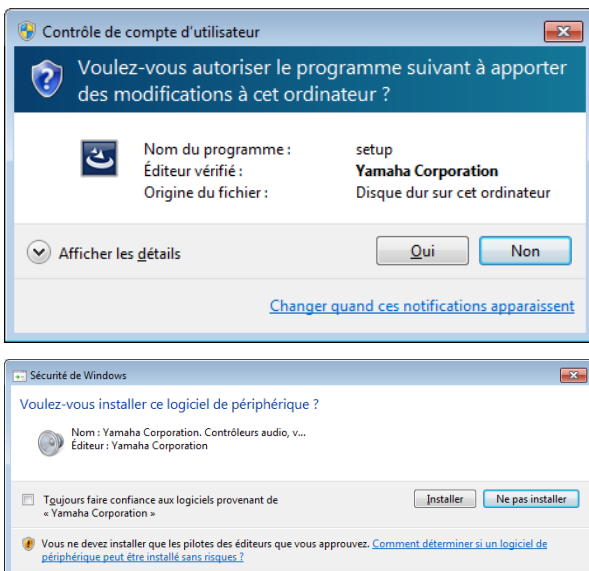 Contrôle de compte d'utilisateur
Voulez-vous autoriser le programme suivant à apporter
des modifications à cet ordinateur ?
Nom du programme : setup
Éditeur vérifié : Yamaha Corporation
Origine du fichier : Disque dur sur cet ordinateur
Afficher les détails
Oui
Non
Changer quand ces notifications apparaissent
Sécurité de Windows
Voulez-vous installer ce logiciel de périphérique ?
Nom : Yamaha Corporation. Contrôleurs audio, v...
Éditeur : Yamaha Corporation
Toujours faire confiance aux logiciels provenant de
« Yamaha Corporation »
Installer
Ne pas installer
Vous ne devez installer que les pilotes des éditeurs que vous approuvez. Comment déterminer si un logiciel de
périphérique peut être installé sans risques ?